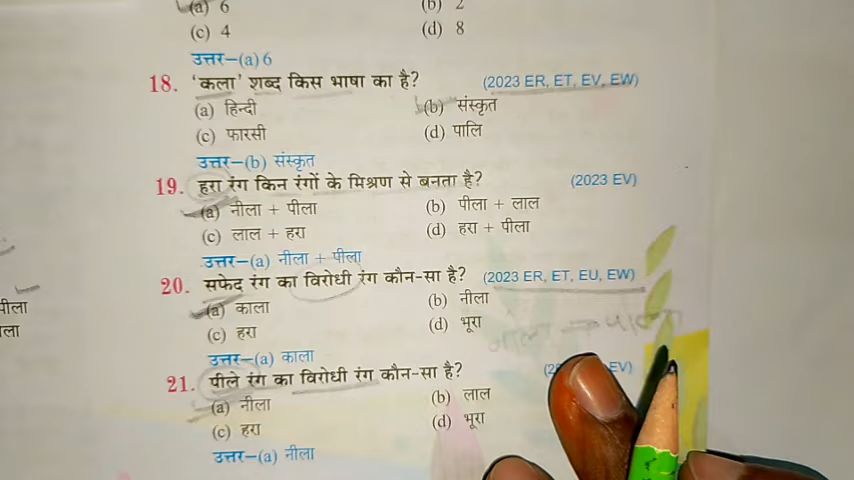 (a) 6 (b) 2
(c) 4 (d) 8
उत्तर–(a) 6
18. 'कला' शब्द किस भाषा का है? (2023 ER, ET, EV, EW)
(a) हिन्दी (b) संस्कृत
(c) फारसी (d) पालि
उत्तर–(b) संस्कृत
19. हरा रंग किन रंगों के मिश्रण से बनता है? (2023 EV)
(a) नीला + पीला (b) पीला + लाल
(c) लाल + हरा (d) हरा + पीला
उत्तर–(a) नीला + पीला
20. सफेद रंग का विरोधी रंग कौन-सा है? (2023 ER, ET, EU, EW)
पीला (a) काला (b) नीला
(c) हरा (d) भूरा
उत्तर–(a) काला
21. पीले रंग का विरोधी रंग कौन-सा है? EV)
(a) नीला (b) लाल
(c) हरा (d) भूरा
उत्तर–(a) नीला